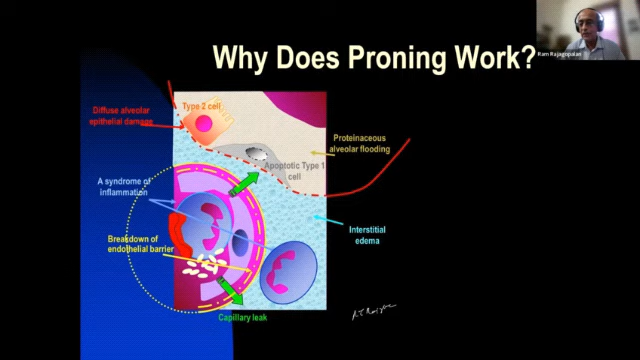 Ram Rajagopalan
Why Does Proning Work?
Diffuse alveolar
epithelial damage
Type 2 cell
Proteinaceous
alveolar flooding
Apoptotic Type 1
cell
A syndrome of
inflammation
Interstitial
edema
Breakdown of
endothelial barrier
Capillary leak